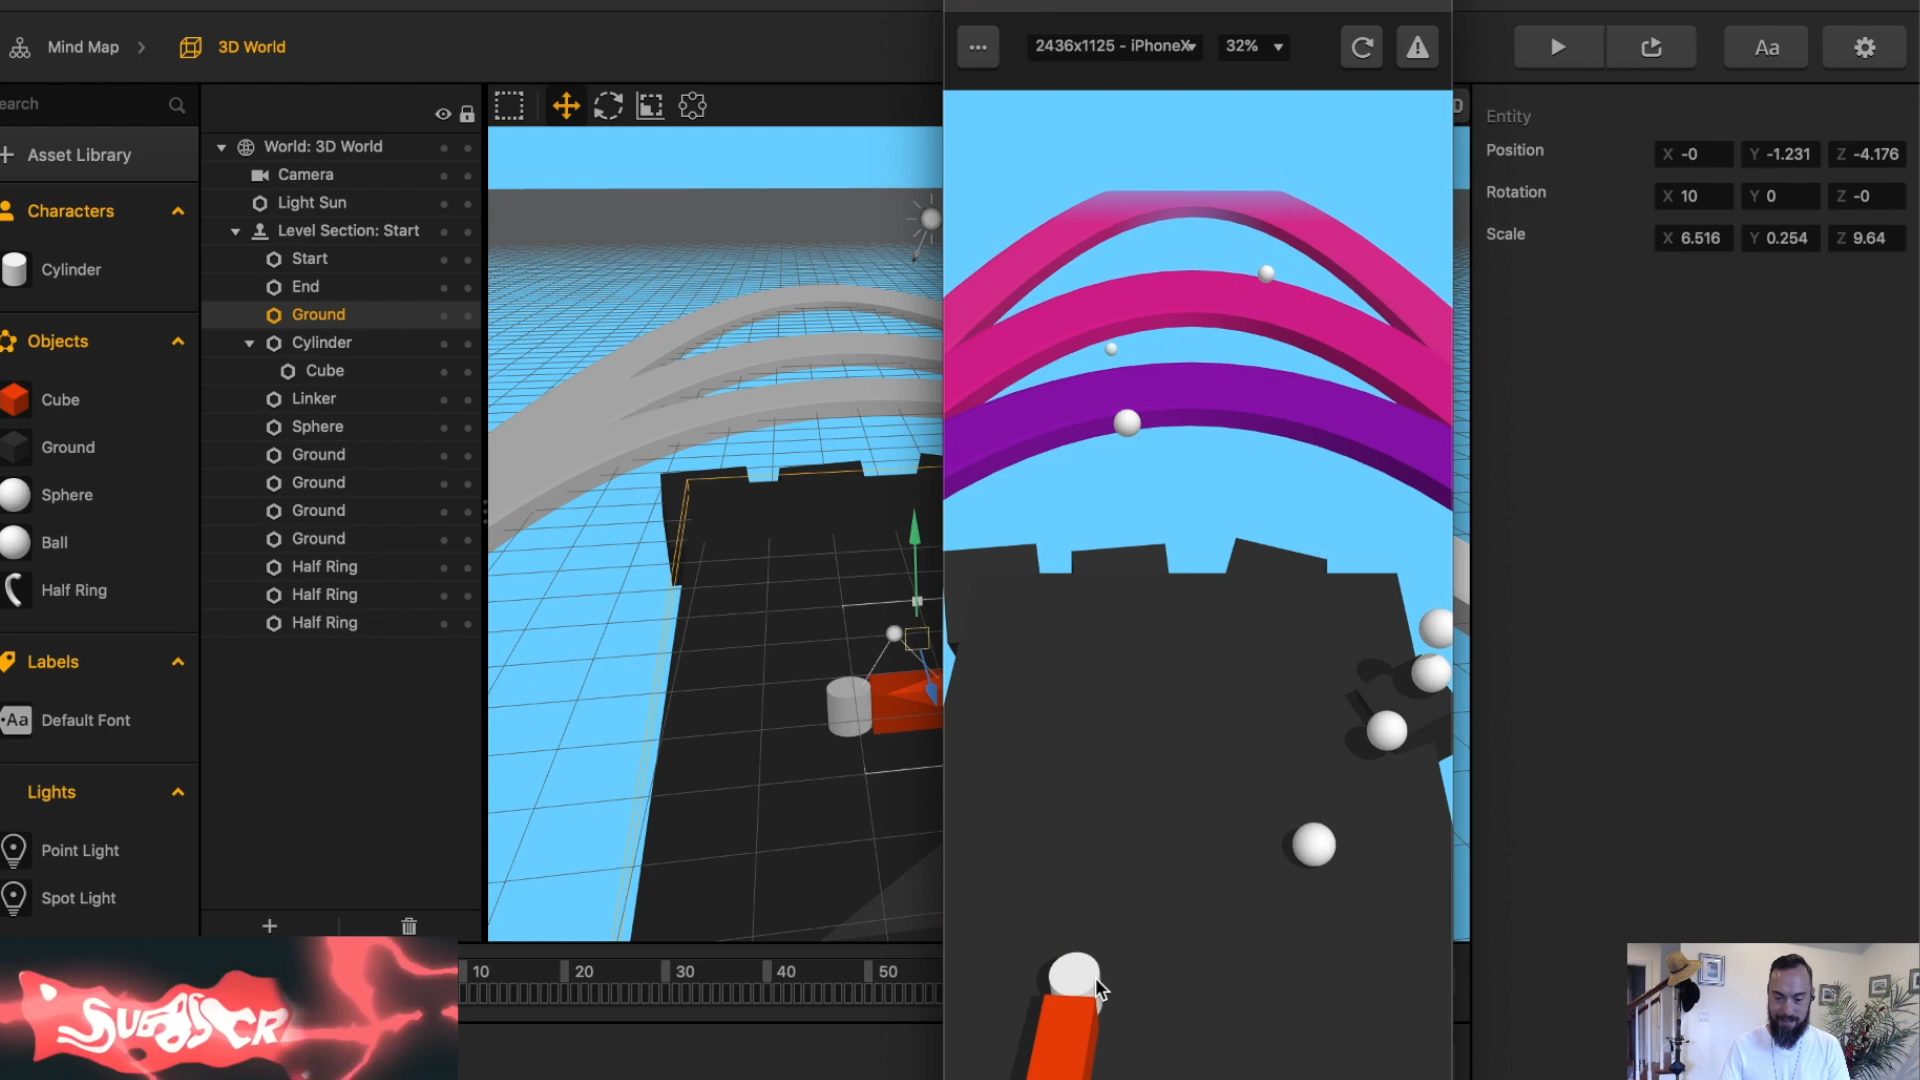 Mind Map
3D World
2436x1125 - iPhoneX
32%
Aa
earch
Asset Library
Characters
Cylinder
Objects
Cube
Ground
Sphere
Ball
Half Ring
Labels
Aa
Default Font
Lights
Point Light
Spot Light
World: 3D World
Camera
Light Sun
Level Section: Start
Start
End
Ground
Cylinder
Cube
Linker
Sphere
Ground
Ground
Ground
Ground
Half Ring
Half Ring
Half Ring
Entity
Position X -0 Y -1.231 Z -4.176
Rotation X 10 Y 0 Z -0
Scale X 6.516 Y 0.254 Z 9.64
10 20 30 40 50